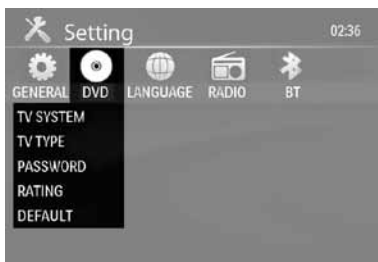 Setting 02:36
GENERAL DVD LANGUAGE RADIO BT
TV SYSTEM
TV TYPE
PASSWORD
RATING
DEFAULT